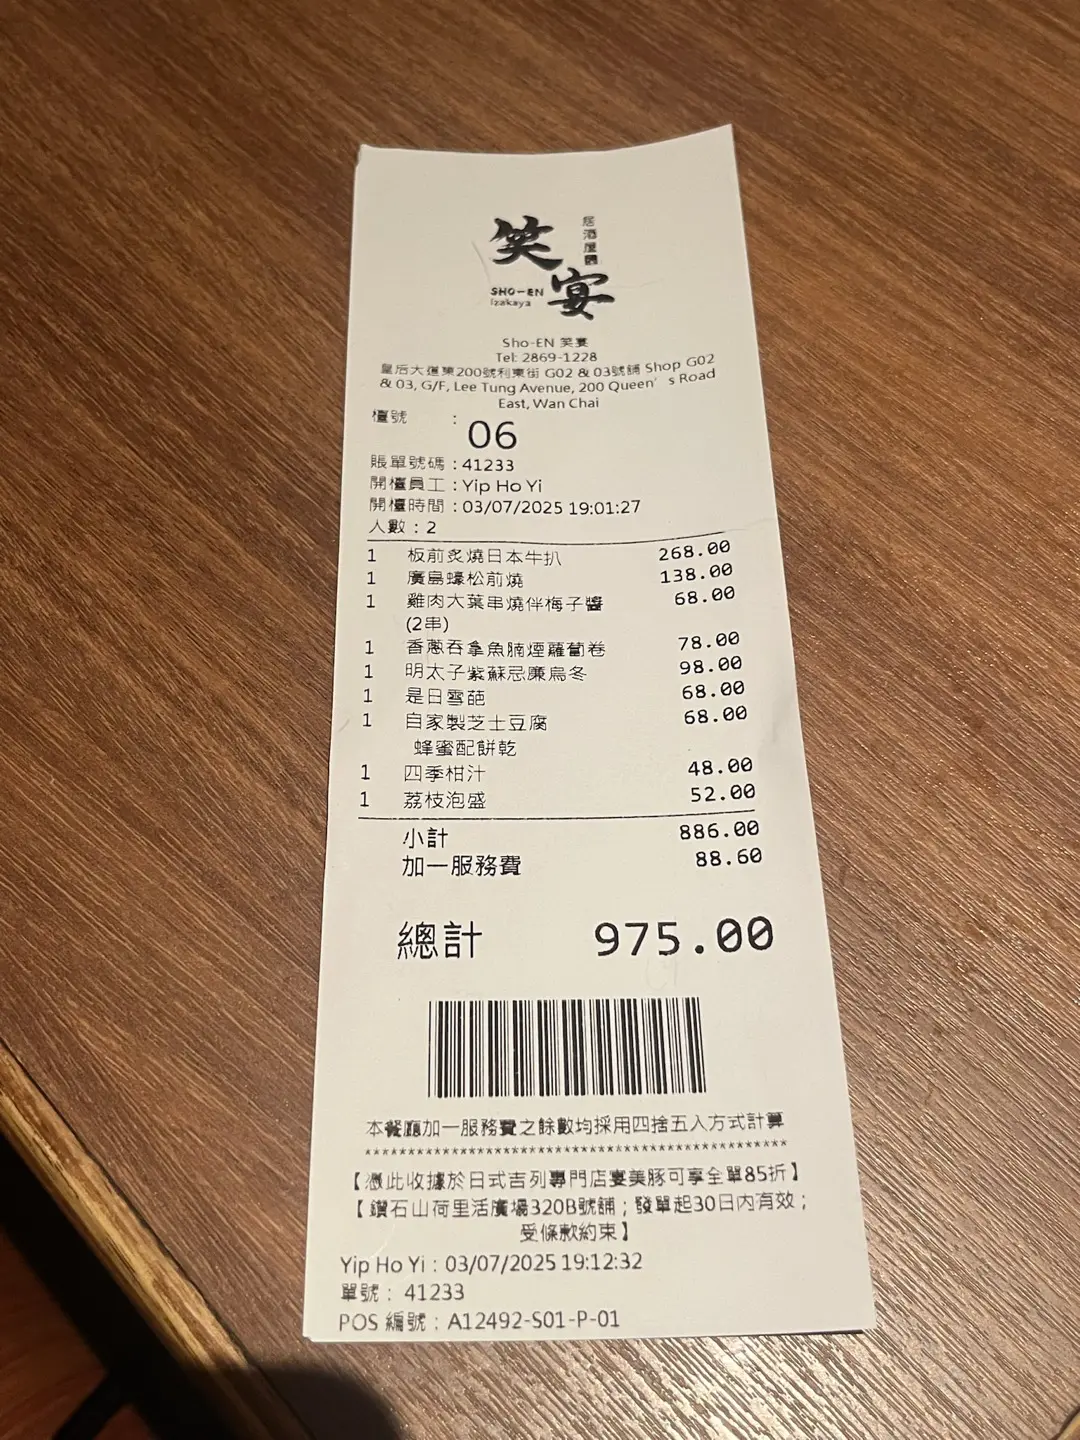 笑宴
居酒屋
SHO-EN
Izakaya
Sho-EN 笑宴
Tel: 2869-1228
皇后大道東200號利東街 G02 & 03號舖 Shop G02
& 03, G/F, Lee Tung Avenue, 200 Queen's Road
East, Wan Chai
檯號 : 06
賬單號碼 : 41233
開檯員工 : Yip Ho Yi
開檯時間 : 03/07/2025 19:01:27
人數 : 2
1 板前炙燒日本牛扒 268.00
1 廣島蠔松前燒 138.00
1 雞肉大葉串燒伴梅子醬 68.00
(2串)
1 香蔥吞拿魚腩煙蘿蔔卷 78.00
1 明太子紫蘇忌廉烏冬 98.00
1 是日雪葩 68.00
1 自家製芝士豆腐 68.00
蜂蜜配餅乾
1 四季柑汁 48.00
1 荔枝泡盛 52.00
小計 886.00
加一服務費 88.60
總計 975.00
本餐廳加一服務費之餘數均採用四捨五入方式計算
****************************************
【憑此收據於日式吉列專門店宴美豚可享全單85折】
【鑽石山荷里活廣場320B號舖；發單起30日內有效；
受條款約束】
Yip Ho Yi : 03/07/2025 19:12:32
單號 : 41233
POS 編號 : A12492-S01-P-01